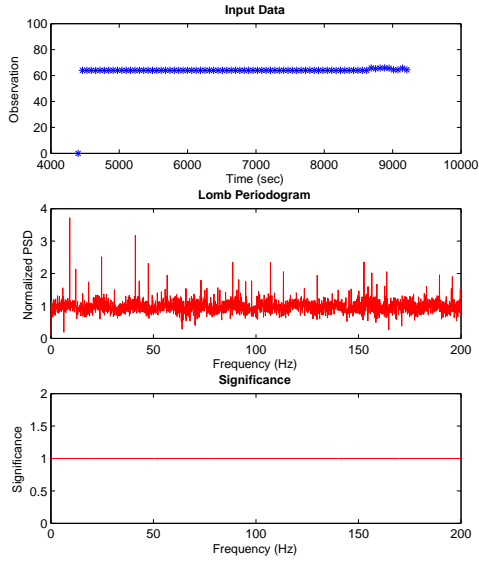 Input Data
100
80
60
40
20
0
Observation
4000 5000 6000 7000 8000 9000 10000
Time (sec)
Lomb Periodogram
4
3
2
1
0
Normalized PSD
0 50 100 150 200
Frequency (Hz)
Significance
2
1.5
1
0.5
0
Significance
0 50 100 150 200
Frequency (Hz)